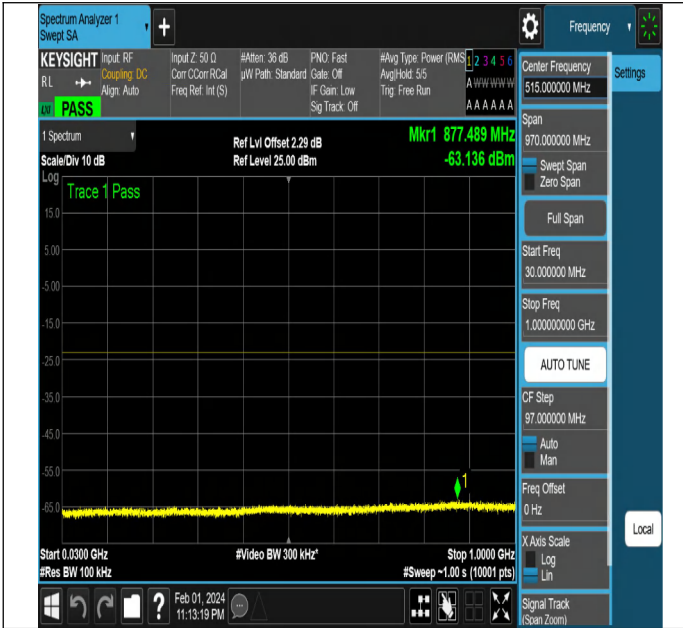 Spectrum Analyzer 1
Swept SA
+
Frequency
KEYSIGHT
Input: RF
Input Z: 50 Ω
#Atten: 36 dB
PNO: Fast
#Avg Type: Power (RMS
1 2 3 4 5 6
RL
Coupling: DC
Corr CCorr RCal
µW Path: Standard
Gate: Off
Avg|Hold: 5/5
A W W W W W
Align: Auto
Freq Ref: Int (S)
IF Gain: Low
Trig: Free Run
Sig Track: Off
A A A A A A
LXI
PASS
1 Spectrum
Ref Lvl Offset 2.29 dB
Mkr1 877.489 MHz
Scale/Div 10 dB
Ref Level 25.00 dBm
-63.136 dBm
Log
Trace 1 Pass
15.0
5.00
-5.00
-15.0
-25.0
-35.0
-45.0
-55.0
-65.0
1
Start 0.0300 GHz
#Video BW 300 kHz*
Stop 1.0000 GHz
#Res BW 100 kHz
#Sweep ~1.00 s (10001 pts)
?
Feb 01, 2024
11:13:19 PM
Center Frequency
515.000000 MHz
Settings
Span
970.000000 MHz
Swept Span
Zero Span
Full Span
Start Freq
30.000000 MHz
Stop Freq
1.000000000 GHz
AUTO TUNE
CF Step
97.000000 MHz
Auto
Man
Freq Offset
0 Hz
Local
X Axis Scale
Log
Lin
Signal Track
(Span Zoom)